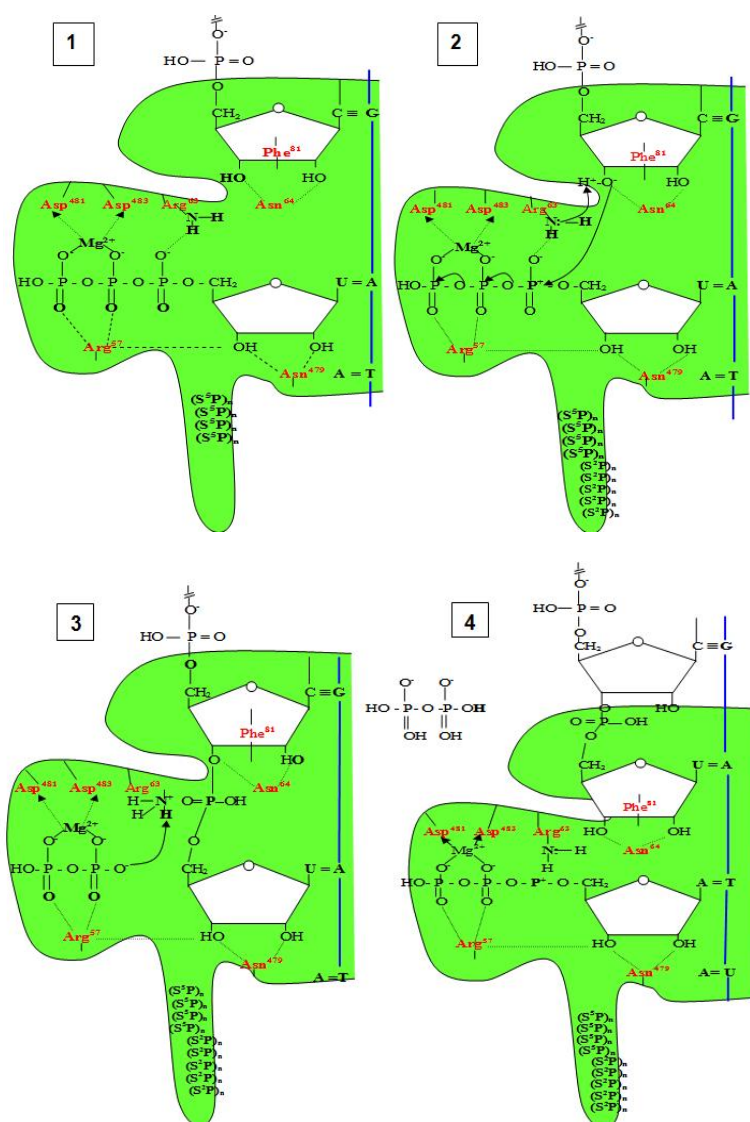 1
O-
HO—P=O
O
CH2
O
C≡G
Phe81
HO HO
Asp481 Asp483 Arg63
Asn64
N—H
H
Mg2+
O- O- O-
HO-P-O-P-O-P-O-CH2
O
U=A
O O O
Arg57
OH OH
Asn479
A=T
(S5P)n
(S5P)n
(S5P)n
(S5P)n
2
O-
HO—P=O
O
CH2
O
C≡G
Phe81
H+-O- HO
Asp481 Asp483 Arg63
Asn64
N:—H
H
Mg2+
O- O- O-
HO-P-O-P-O-P+-O-CH2
O
U=A
O O
Arg57
OH OH
Asn479
A=T
(S5P)n
(S5P)n
(S5P)n
(S5P)n
(S2P)n
(S2P)n
(S2P)n
(S2P)n
(S2P)n
3
O-
HO—P=O
O
CH2
O
C≡G
Phe81
O HO
Asp481 Asp483 Arg63
Asn64
H-N+
H H
O=P-OH
Mg2+
O
O- O-
CH2
HO-P-O-P-O-
O
U=A
O O
Arg57
HO OH
Asn479
A=T
(S5P)n
(S5P)n
(S5P)n
(S5P)n
(S2P)n
(S2P)n
(S2P)n
(S2P)n
(S2P)n
4
O-
HO—P=O
O
CH2
O
C≡G
O- O-
HO-P-O-P-OH
OH OH
O HO
O=P-OH
O
CH2
O
U=A
Phe81
HO OH
Asp481 Asp483 Arg63
Asn64
Mg2+
N:—H
H
O- O-
HO-P-O-P-O-P+-O-CH2
O
A=T
O O
Arg57
HO OH
Asn479
A=U
(S5P)n
(S5P)n
(S5P)n
(S5P)n
(S2P)n
(S2P)n
(S2P)n
(S2P)n
(S2P)n